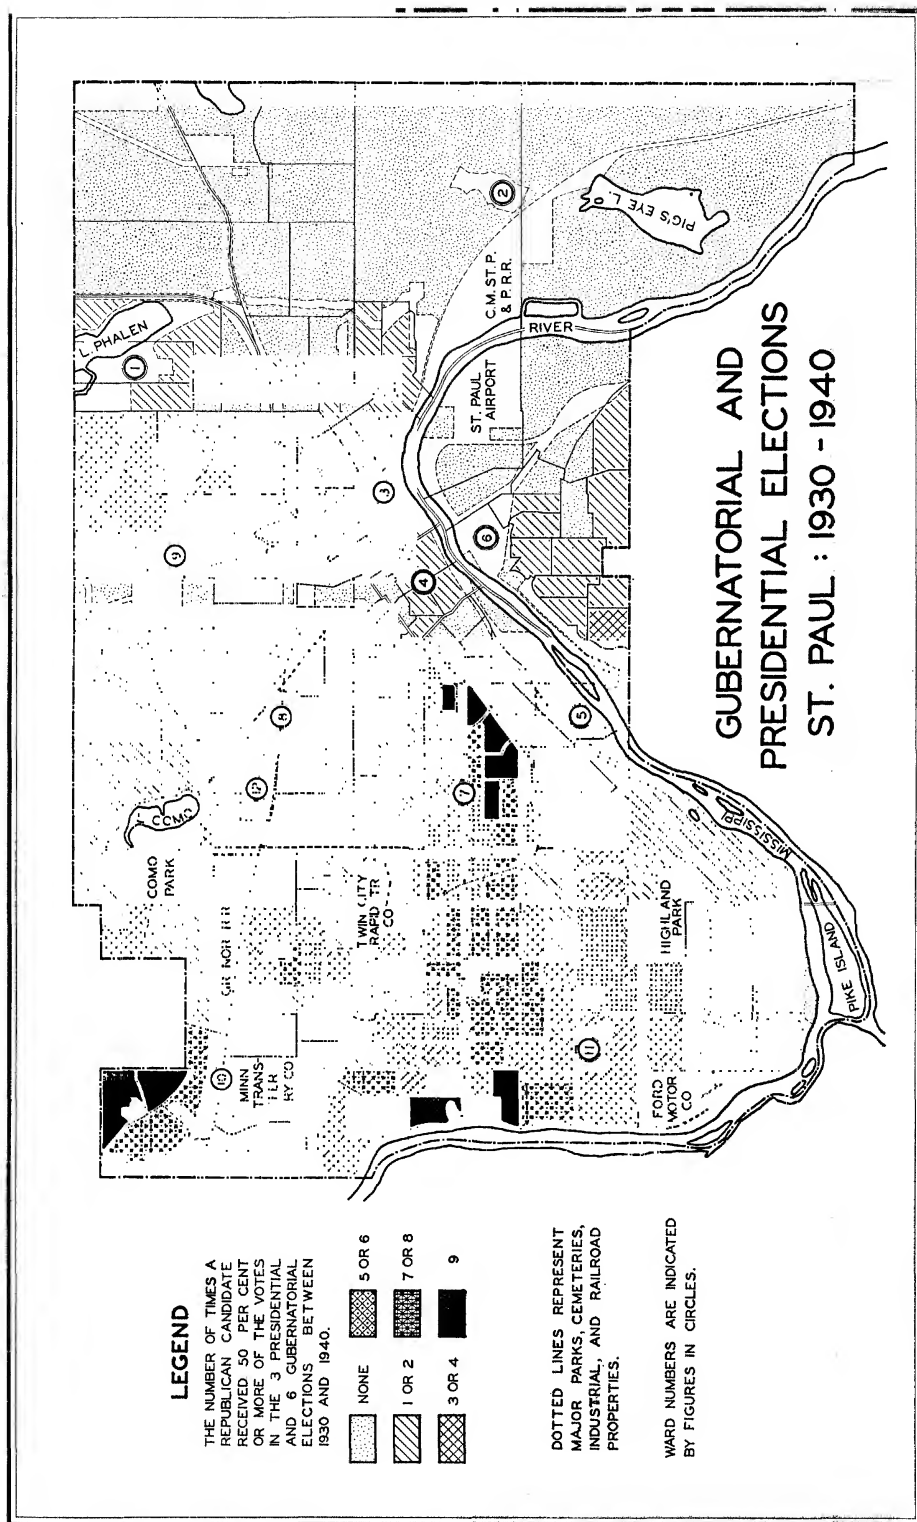 GUBERNATORIAL AND
PRESIDENTIAL ELECTIONS
ST. PAUL : 1930 - 1940
LEGEND
THE NUMBER OF TIMES A
REPUBLICAN CANDIDATE
RECEIVED 50 PER CENT
OR MORE OF THE VOTES
IN THE 3 PRESIDENTIAL
AND 6 GUBERNATORIAL
ELECTIONS BETWEEN
1930 AND 1940.
NONE
1 OR 2
3 OR 4
5 OR 6
7 OR 8
9
DOTTED LINES REPRESENT
MAJOR PARKS, CEMETERIES,
INDUSTRIAL, AND RAILROAD
PROPERTIES.
WARD NUMBERS ARE INDICATED
BY FIGURES IN CIRCLES.
L. PHALEN
1
2
PIG'S EYE L.
C. M. ST. P.
& P. R.R.
RIVER
ST. PAUL
AIRPORT
3
9
6
4
8
5
7
COMO
COMO
PARK
TWIN CITY
RAPID TR
CO
HIGHLAND
PARK
MISSISSIPPI
PIKE ISLAND
11
MINN
TRANS-
CO
FORD
MOTOR
CO